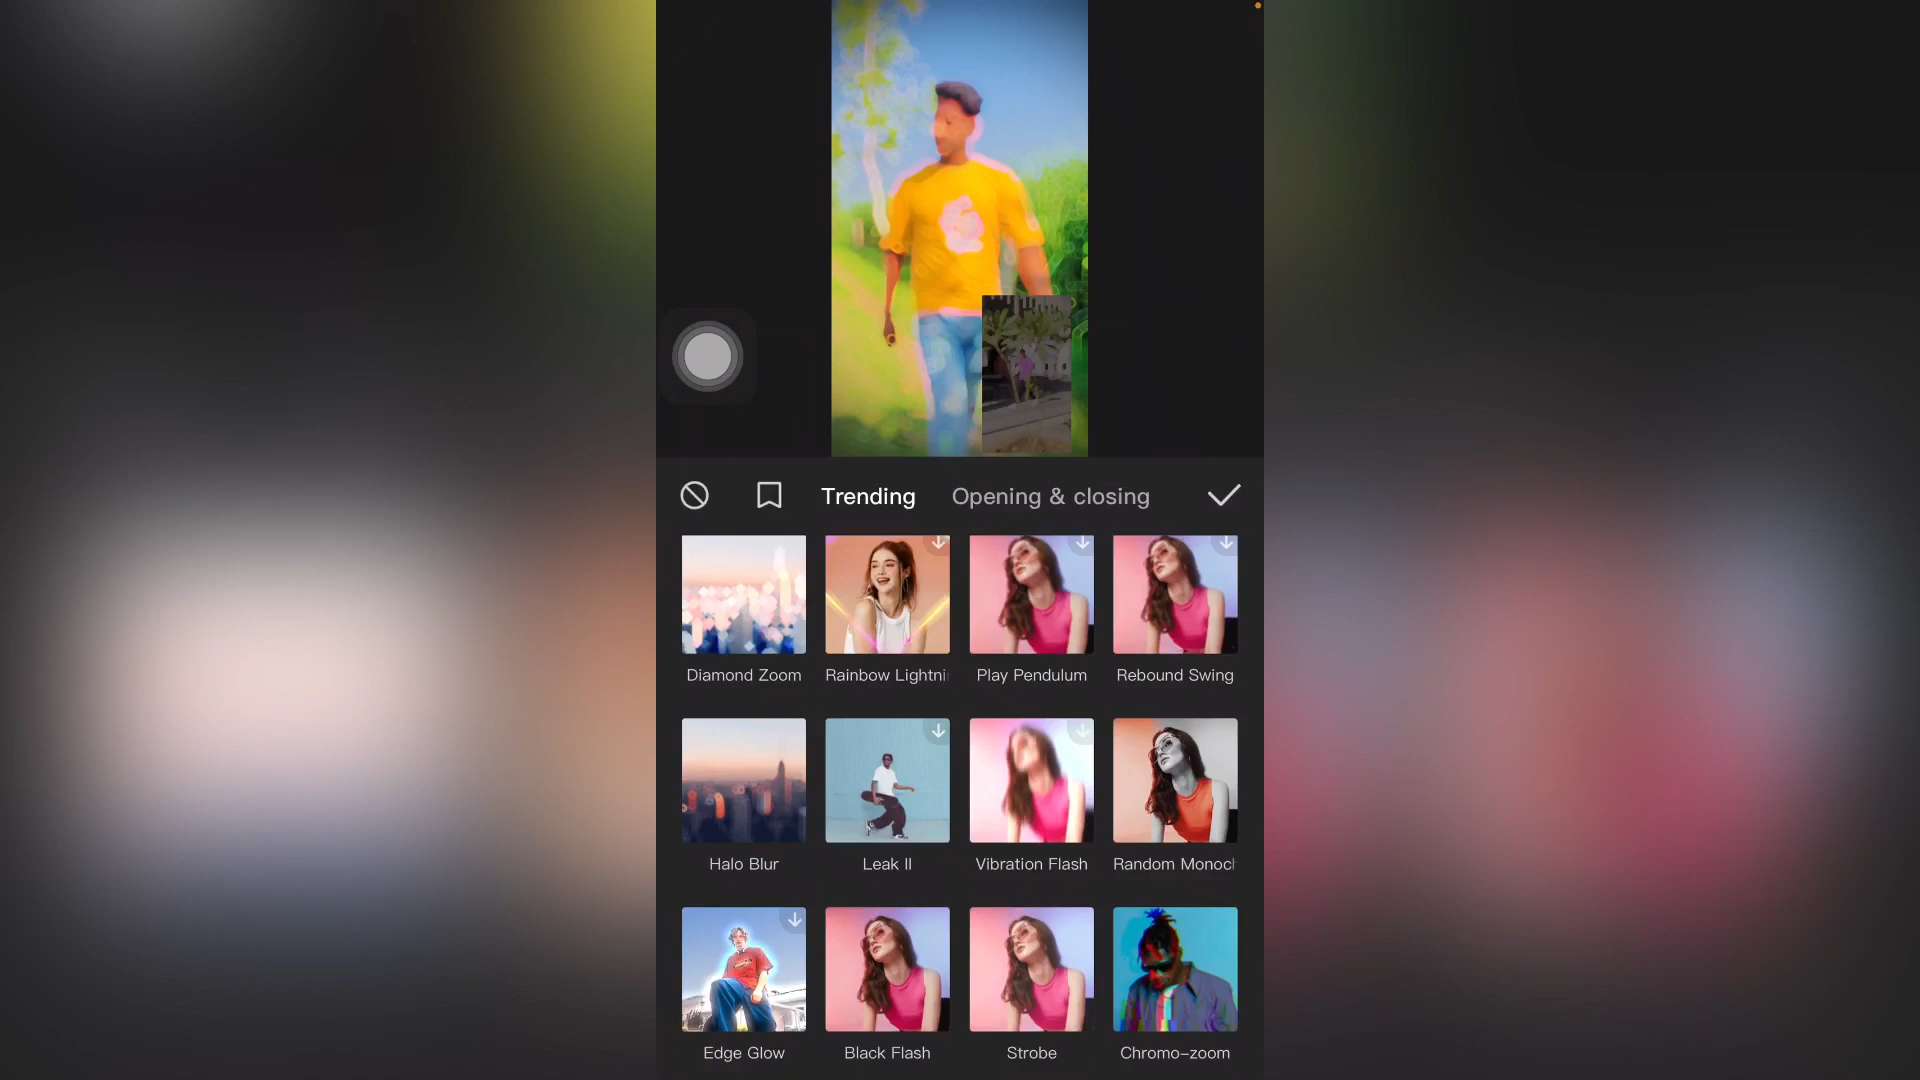 Trending
Opening & closing
Diamond Zoom
Rainbow Lightni
Play Pendulum
Rebound Swing
Halo Blur
Leak II
Vibration Flash
Random Monoch
Edge Glow
Black Flash
Strobe
Chromo-zoom